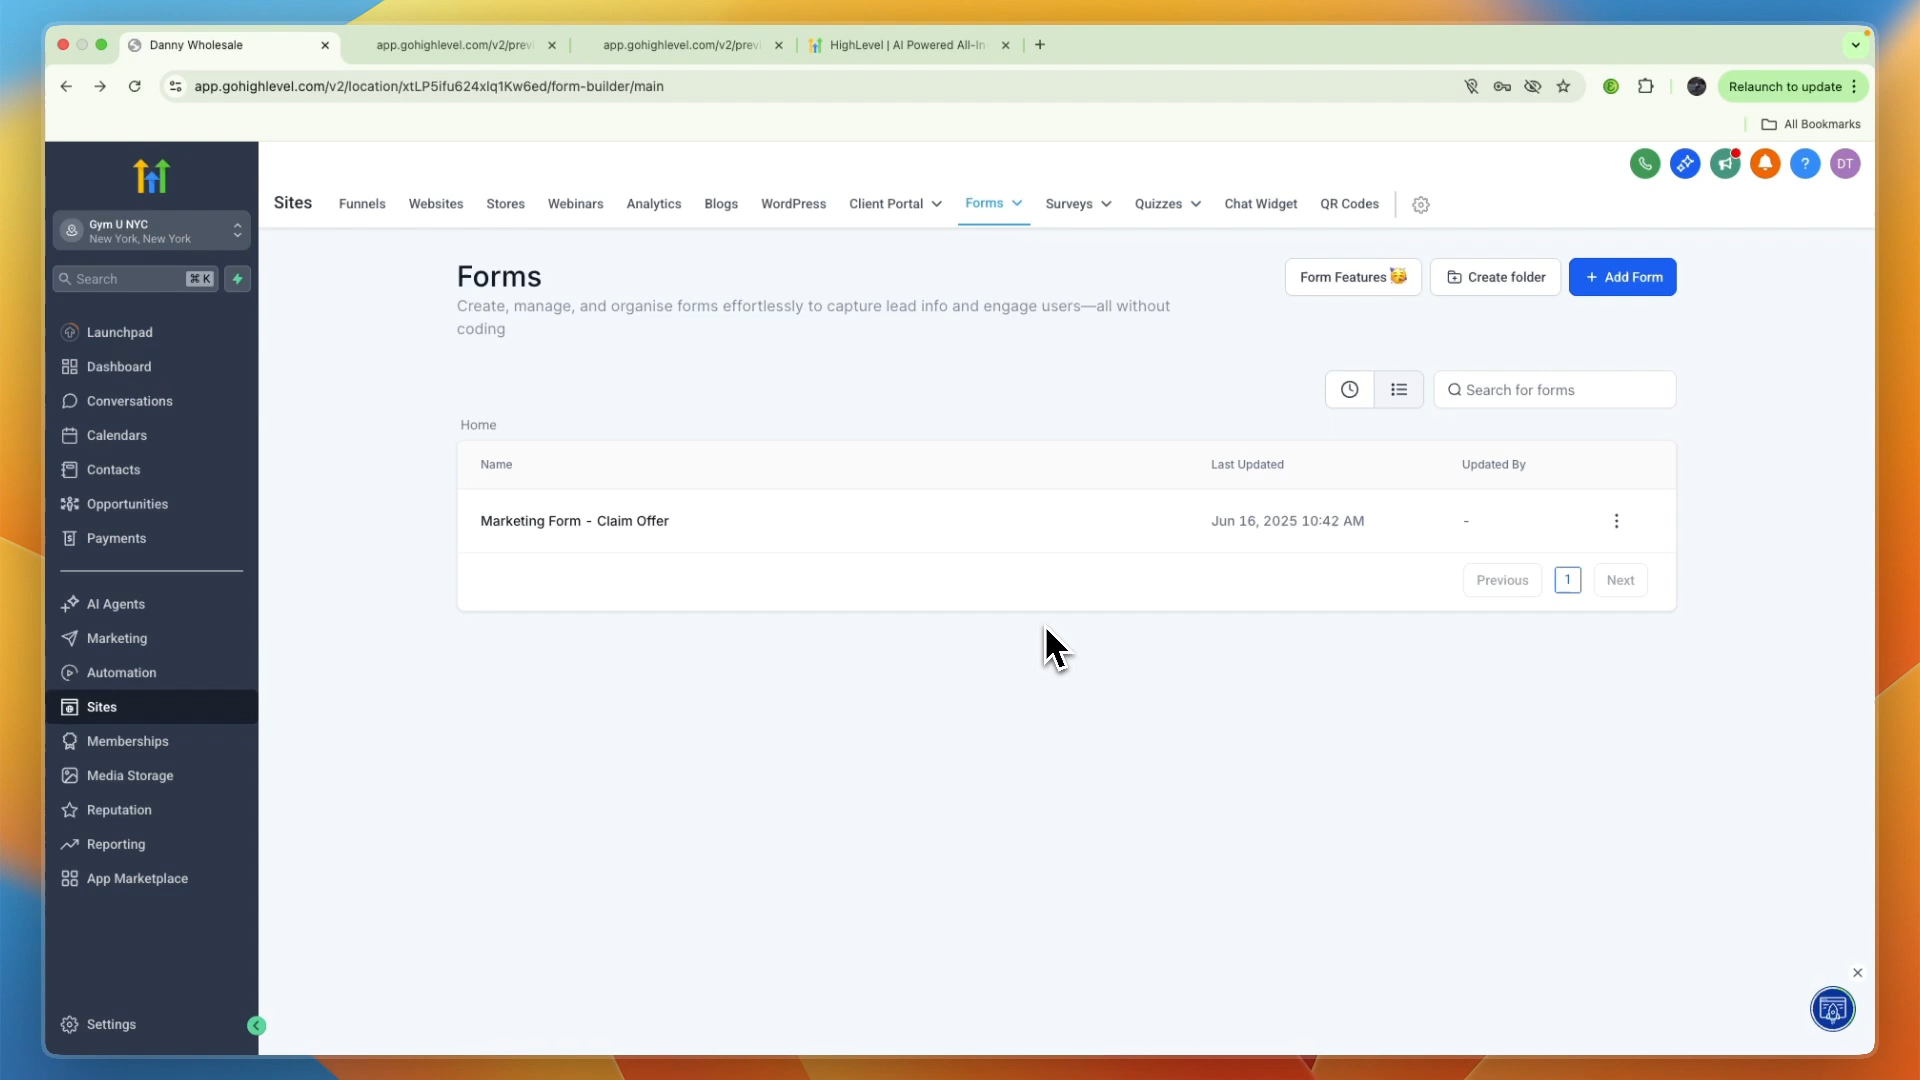 Danny Wholesale
app.gohighlevel.com/v2/previ
app.gohighlevel.com/v2/previ
HighLevel | AI Powered All-In
app.gohighlevel.com/v2/location/xtLP5ifu624xlq1Kw6ed/form-builder/main
Relaunch to update
All Bookmarks
DT
Sites
Funnels
Websites
Stores
Webinars
Analytics
Blogs
WordPress
Client Portal
Forms
Surveys
Quizzes
Chat Widget
QR Codes
Gym U NYC
New York, New York
Search
⌘ K
Launchpad
Dashboard
Conversations
Calendars
Contacts
Opportunities
Payments
AI Agents
Marketing
Automation
Sites
Memberships
Media Storage
Reputation
Reporting
App Marketplace
Settings
Forms
Create, manage, and organise forms effortlessly to capture lead info and engage users—all without
coding
Form Features 🥳
Create folder
+ Add Form
Search for forms
Home
Name
Last Updated
Updated By
Marketing Form - Claim Offer
Jun 16, 2025 10:42 AM
-
Previous
1
Next